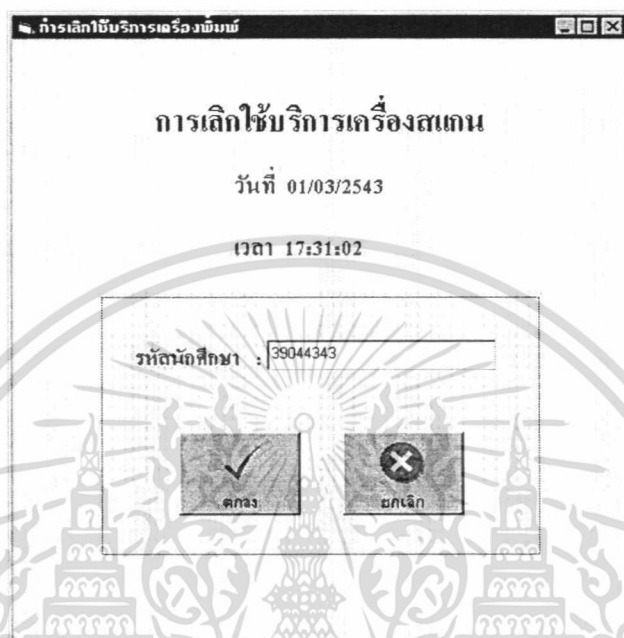 การเลิกใช้บริการเครื่องพิมพ์
การเลิกใช้บริการเครื่องสแกน
วันที่ 01/03/2543
เวลา 17:31:02
รหัสนักศึกษา : 39044343
ตกลง ยกเลิก